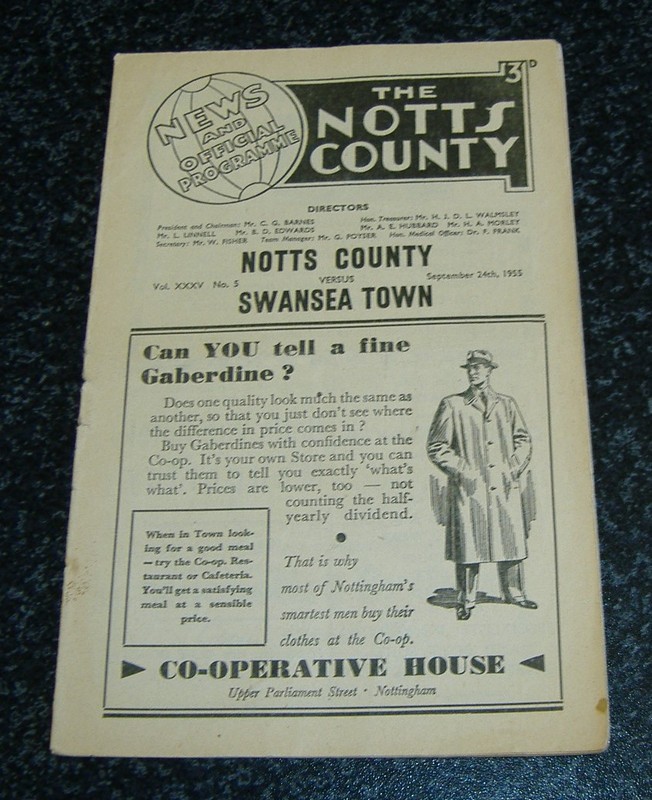 3D
NEWS
AND
OFFICIAL
PROGRAMME
THE
NOTTS
COUNTY
DIRECTORS
President and Chairman: Mr. C. G. BARNES Hon. Treasurer: Mr. H. J. D. L. WALMSLEY
Mr. L. LINNELL Mr. B. D. EDWARDS Mr. A. E. HUBBARD Mr. H. A. MORLEY
Secretary: Mr. W. FISHER Team Manager: Mr. G. POYSER Hon. Medical Officer: Dr. P. FRANK
NOTTS COUNTY
Vol. XXXV No. 5 VERSUS September 24th, 1955
SWANSEA TOWN
Can YOU tell a fine
Gaberdine ?
Does one quality look much the same as
another, so that you just don't see where
the difference in price comes in ?
Buy Gaberdines with confidence at the
Co-op. It's your own Store and you can
trust them to tell you exactly 'what's
what'. Prices are lower, too — not
counting the half-
yearly dividend.
When in Town look-
ing for a good meal
—try the Co-op. Res-
taurant or Cafeteria.
You'll get a satisfying
meal at a sensible
price.
That is why
most of Nottingham's
smartest men buy their
clothes at the Co-op.
CO-OPERATIVE HOUSE
Upper Parliament Street · Nottingham